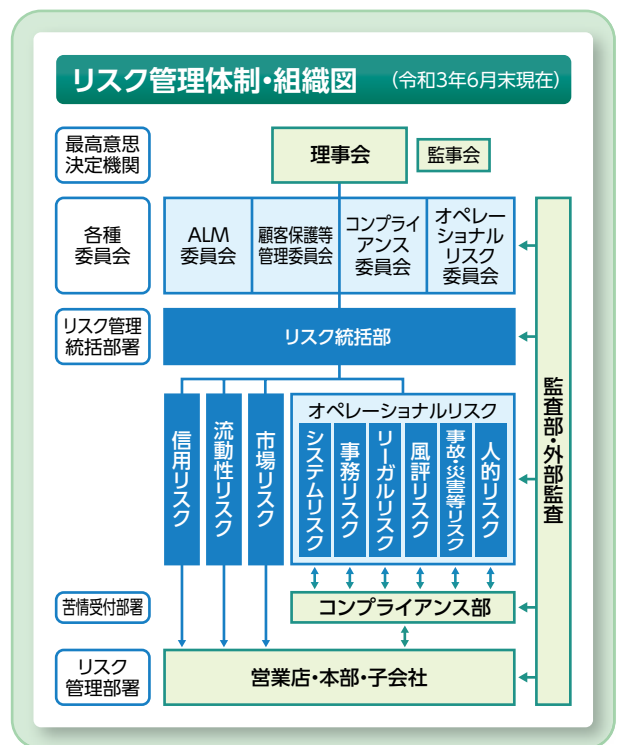 リスク管理体制・組織図 (令和3年6月末現在)
最高意思
決定機関
理事会
監事会
各種
委員会
ALM
委員会
顧客保護等
管理委員会
コンプライ
アンス
委員会
オペレー
ショナル
リスク
委員会
リスク管理
統括部署
リスク統括部
信用リスク
流動性リスク
市場リスク
オペレーショナルリスク
システムリスク
事務リスク
リーガルリスク
風評リスク
事故・災害等リスク
人的リスク
監査部・外部監査
苦情受付部署
コンプライアンス部
リスク
管理部署
営業店・本部・子会社